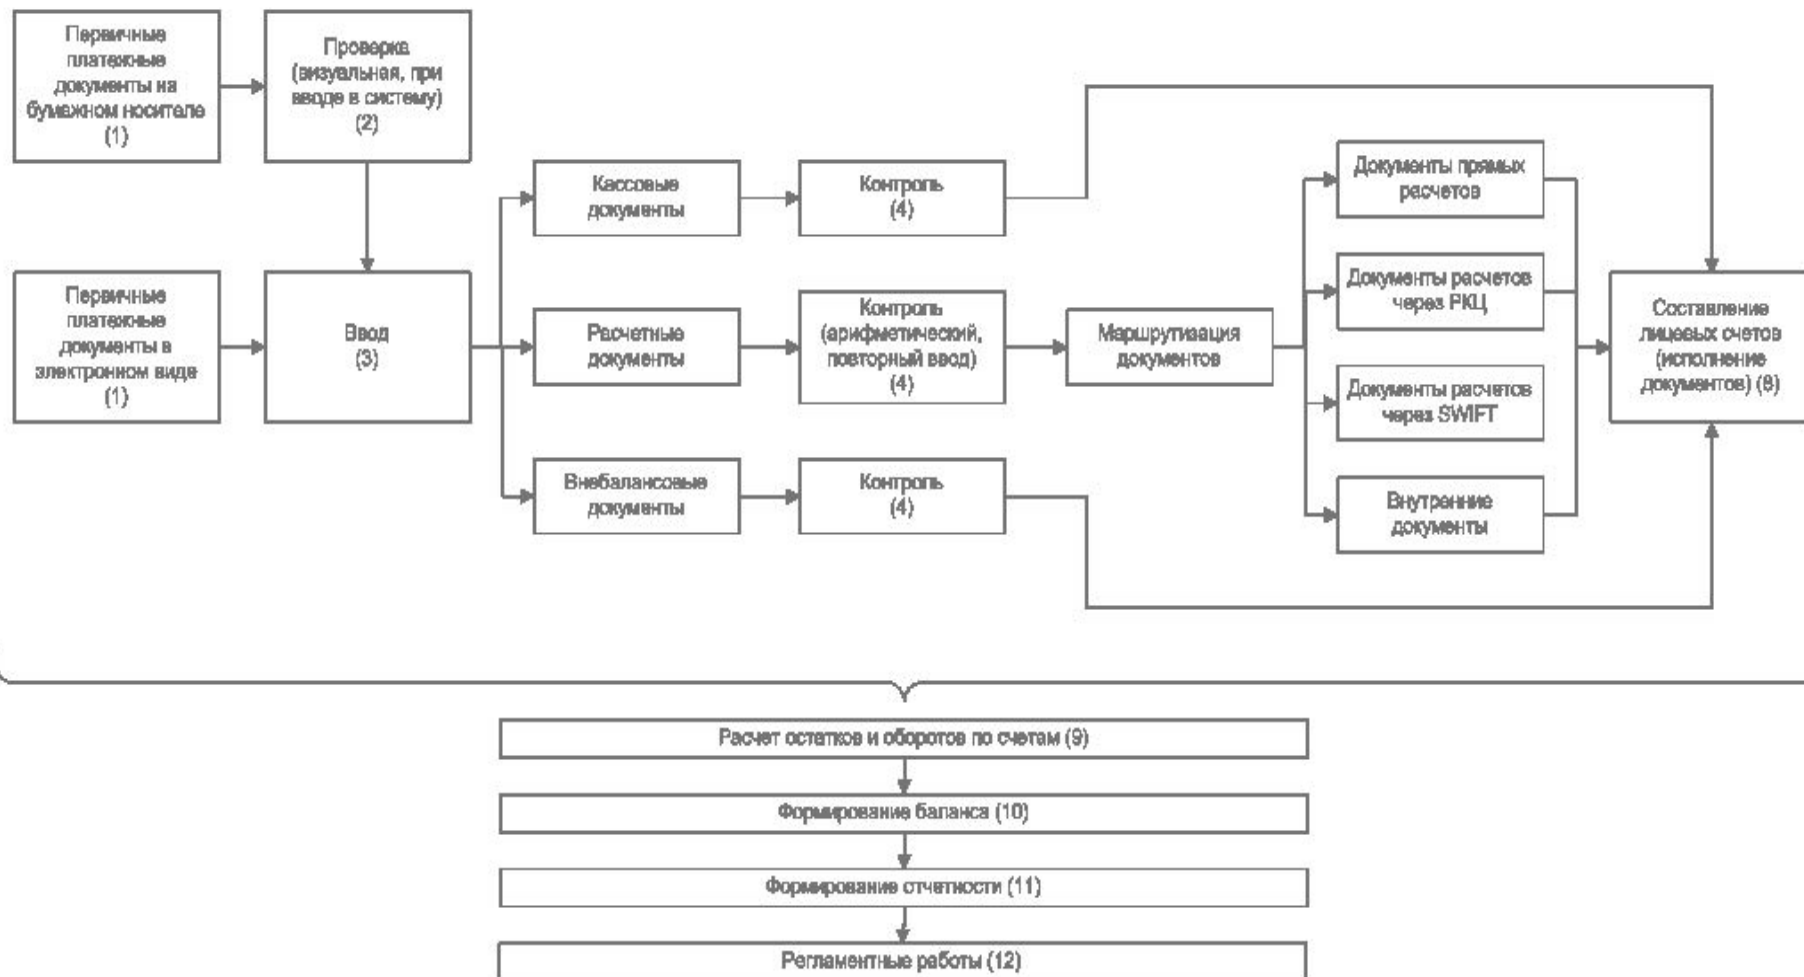 Первичные
платежные
документы на
бумажном носителе
(1)
Проверка
(визуальная, при
вводе в систему)
(2)
Кассовые
документы
Контроль
(4)
Документы прямых
расчетов
Первичные
платежные
документы в
электронном виде
(1)
Ввод
(3)
Расчетные
документы
Контроль
(арифметический,
повторный ввод)
(4)
Маршрутизация
документов
Документы расчетов
через РКЦ
Документы расчетов
через SWIFT
Составление
лицевых счетов
(исполнение
документов) (8)
Внебалансовые
документы
Контроль
(4)
Внутренние
документы
Расчет остатков и оборотов по счетам (9)
Формирование баланса (10)
Формирование отчетности (11)
Регламентные работы (12)